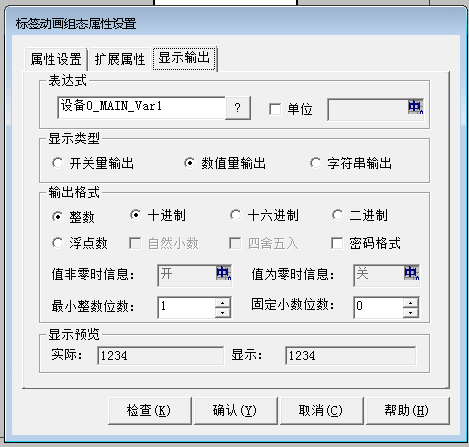 标签动画组态属性设置
属性设置 扩展属性 显示输出
表达式
设备0_MAIN_Var1 ? 单位
显示类型
开关量输出 数值量输出 字符串输出
输出格式
整数 十进制 十六进制 二进制
浮点数 自然小数 四舍五入 密码格式
值非零时信息: 开 值为零时信息: 关
最小整数位数: 1 固定小数位数: 0
显示预览
实际: 1234 显示: 1234
检查(K) 确认(Y) 取消(C) 帮助(H)